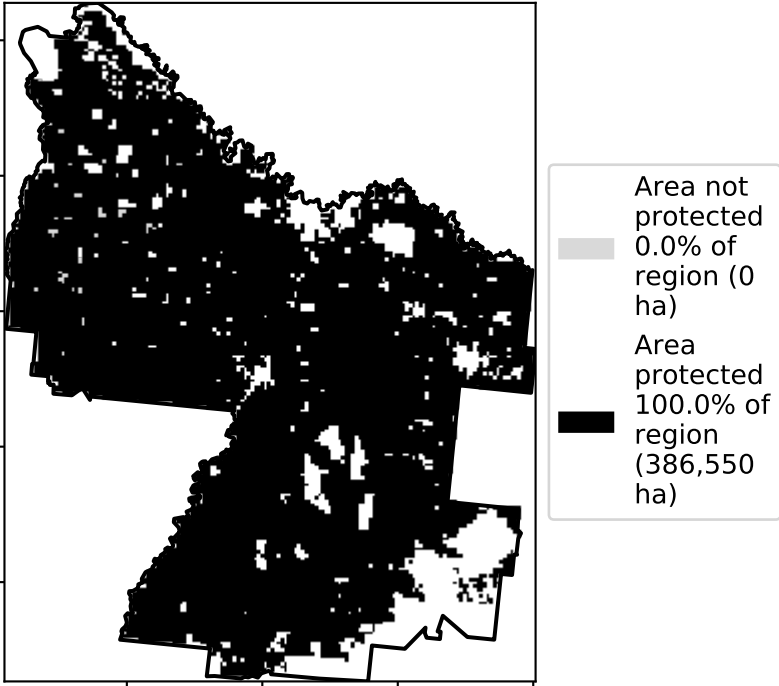 Area not
protected
0.0% of
region (0
ha)
Area
protected
100.0% of
region
(386,550
ha)